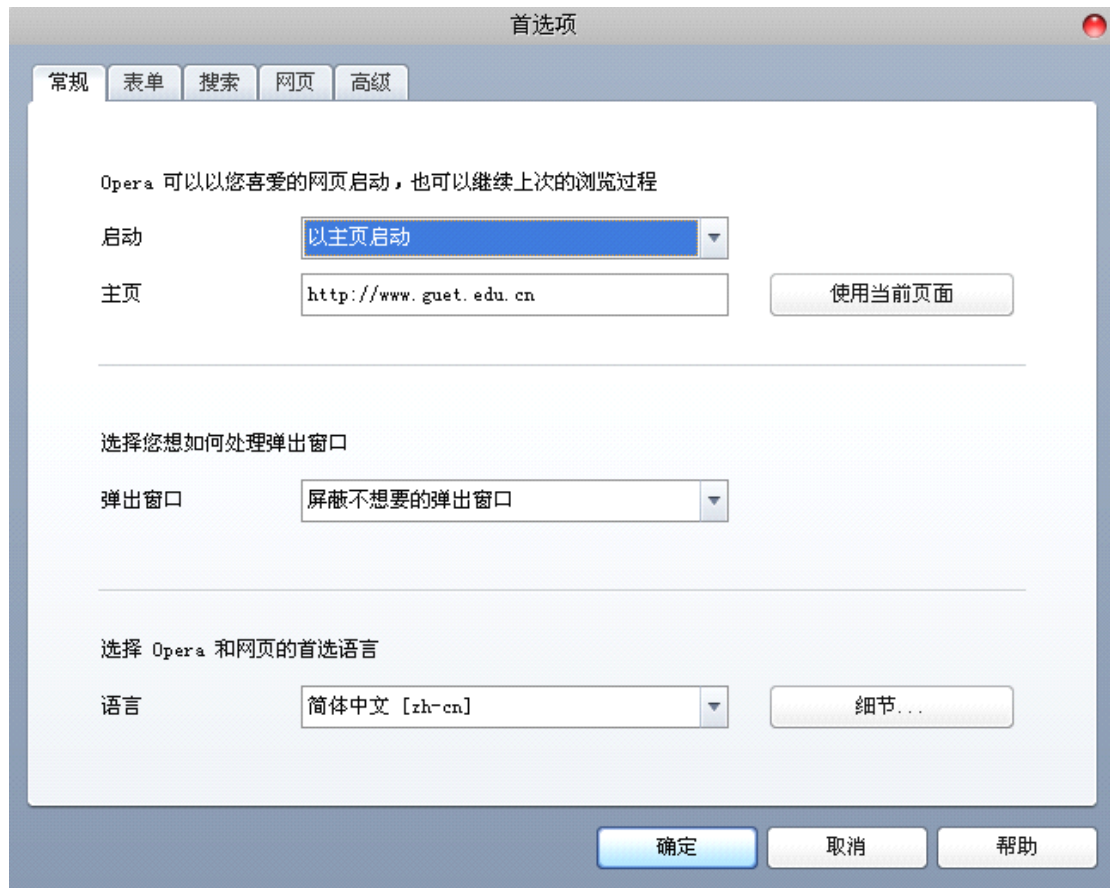 首选项
常规 表单 搜索 网页 高级
Opera 可以以您喜爱的网页启动，也可以继续上次的浏览过程
启动 以主页启动
主页 http://www.guet.edu.cn 使用当前页面
选择您想如何处理弹出窗口
弹出窗口 屏蔽不想要的弹出窗口
选择 Opera 和网页的首选语言
语言 简体中文 [zh-cn] 细节...
确定 取消 帮助